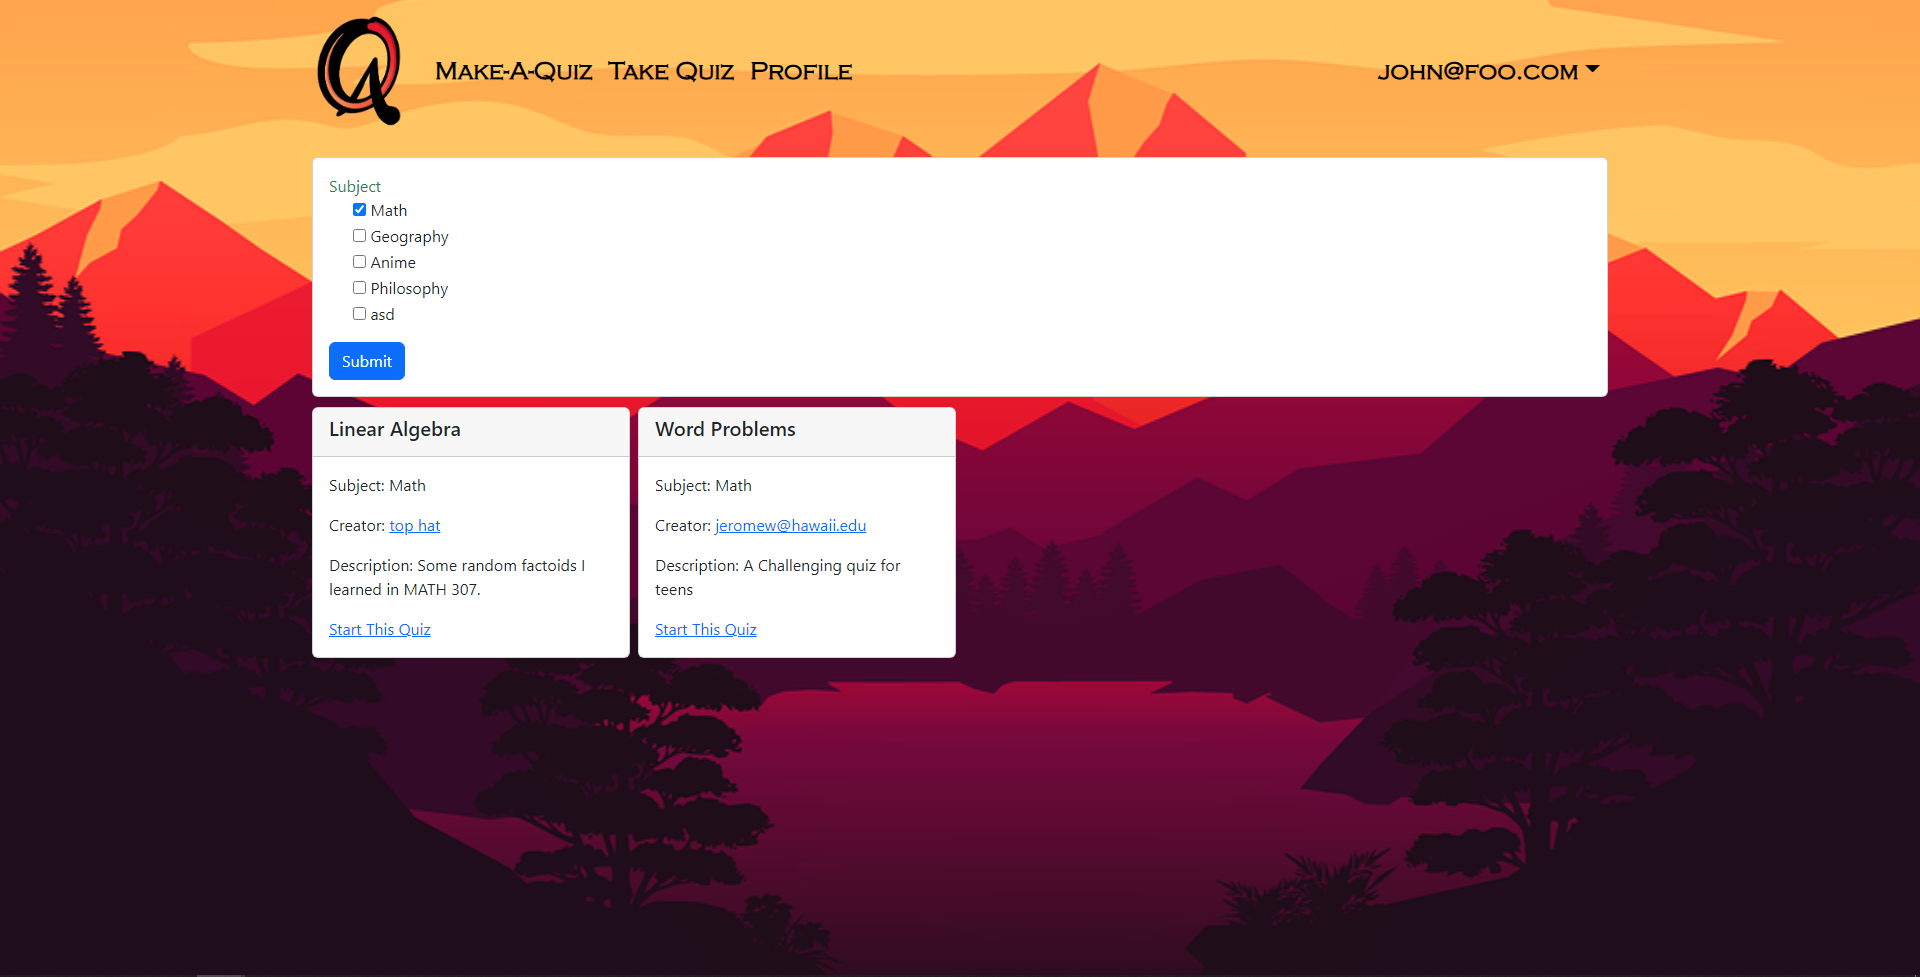 Make-A-Quiz Take Quiz Profile john@foo.com
Subject
Math
Geography
Anime
Philosophy
asd
Submit
Linear Algebra
Subject: Math
Creator: top hat
Description: Some random factoids I
learned in MATH 307.
Start This Quiz
Word Problems
Subject: Math
Creator: jeromew@hawaii.edu
Description: A Challenging quiz for
teens
Start This Quiz